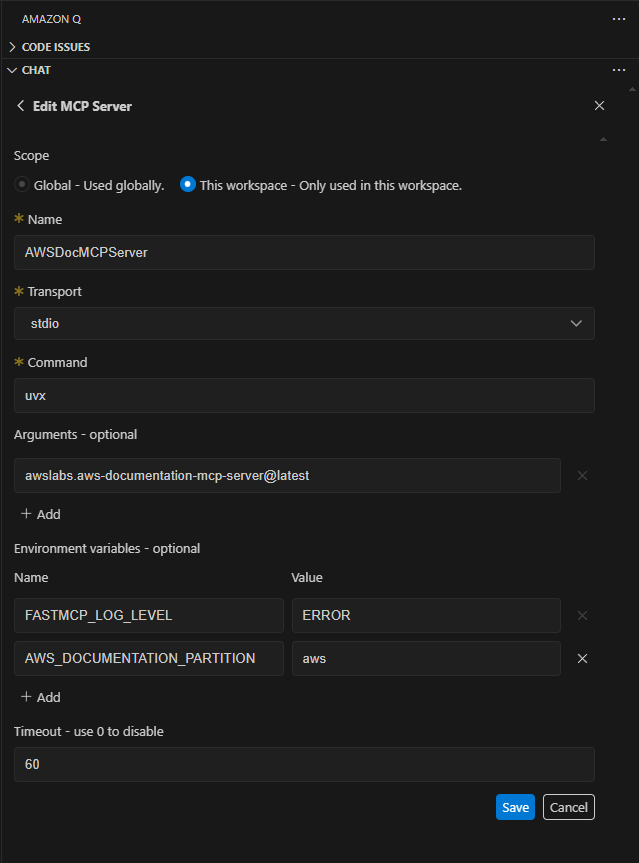 AMAZON Q
CODE ISSUES
CHAT
Edit MCP Server
Scope
Global - Used globally. This workspace - Only used in this workspace.
* Name
AWSDocMCPServer
* Transport
stdio
* Command
uvx
Arguments - optional
awslabs.aws-documentation-mcp-server@latest
+ Add
Environment variables - optional
Name Value
FASTMCP_LOG_LEVEL ERROR
AWS_DOCUMENTATION_PARTITION aws
+ Add
Timeout - use 0 to disable
60
Save Cancel